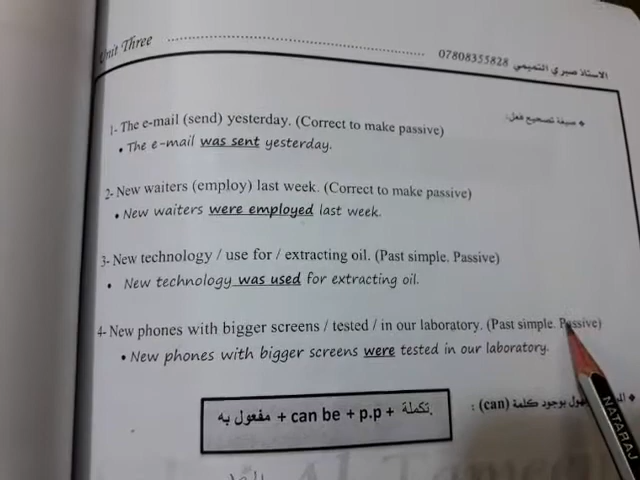 Unit Three
07808355828 الاستاذ صبري التميمي
صيغة تصحيح فعل:
1- The e-mail (send) yesterday. (Correct to make passive)
• The e-mail was sent yesterday.
2- New waiters (employ) last week. (Correct to make passive)
• New waiters were employed last week.
3- New technology / use for / extracting oil. (Past simple. Passive)
• New technology was used for extracting oil.
4- New phones with bigger screens / tested / in our laboratory. (Past simple. Passive)
• New phones with bigger screens were tested in our laboratory.
بوجود كلمة (can) :
مفعول به + can be + p.p + تكملة.
NATARAJ